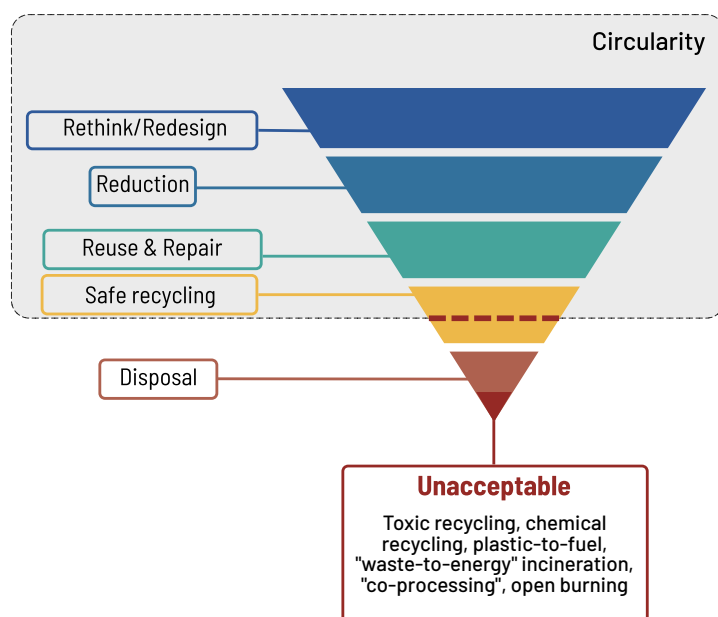 Circularity
Rethink/Redesign
Reduction
Reuse & Repair
Safe recycling
Disposal
Unacceptable
Toxic recycling, chemical
recycling, plastic-to-fuel,
"waste-to-energy" incineration,
"co-processing", open burning